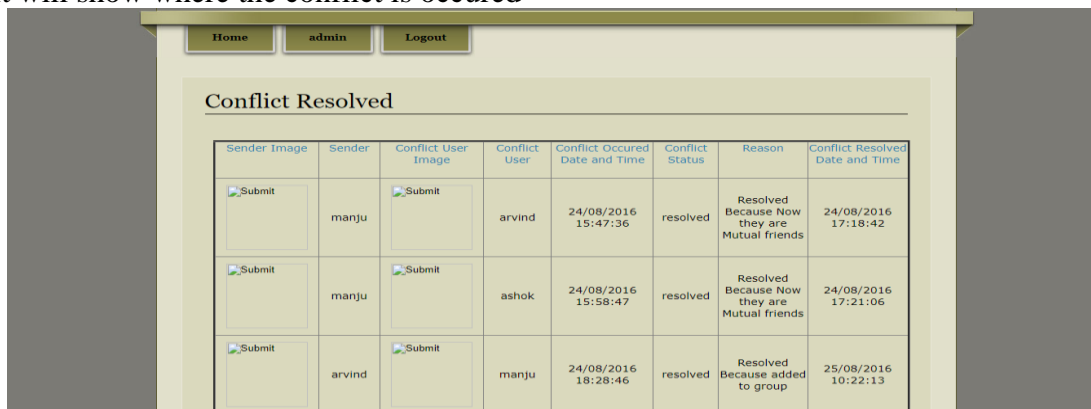 it will show where the conflict is occured
Home admin Logout
Conflict Resolved
Sender Image Sender Conflict User Image Conflict User Conflict Occured Date and Time Conflict Status Reason Conflict Resolved Date and Time
Submit manju Submit arvind 24/08/2016 15:47:36 resolved Resolved Because Now they are Mutual friends 24/08/2016 17:18:42
Submit manju Submit ashok 24/08/2016 15:58:47 resolved Resolved Because Now they are Mutual friends 24/08/2016 17:21:06
Submit arvind Submit manju 24/08/2016 18:28:46 resolved Resolved Because added to group 25/08/2016 10:22:13